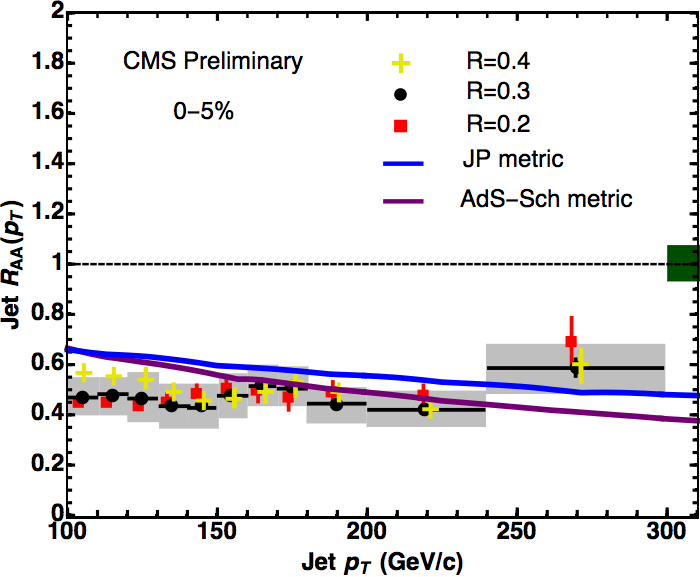 2
1.8
1.6
1.4
1.2
1
0.8
0.6
0.4
0.2
0
Jet R_AA(p_T)
CMS Preliminary
0−5%
R=0.4
R=0.3
R=0.2
JP metric
AdS−Sch metric
100 150 200 250 300
Jet p_T (GeV/c)